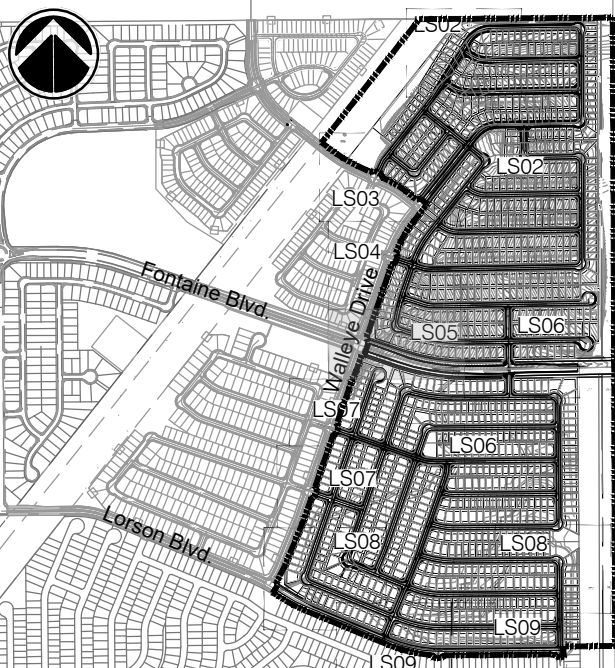 LS02
LS02
LS03
LS04
Fontaine Blvd.
Walleye Drive
LS05
LS06
LS07
LS06
LS07
Lorson Blvd.
LS08
LS08
LS09
LS09